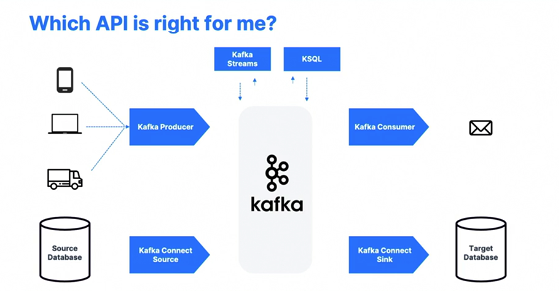 Which API is right for me?
Kafka
Streams
KSQL
Kafka Producer
Kafka Consumer
kafka
Source
Database
Kafka Connect
Source
Kafka Connect
Sink
Target
Database